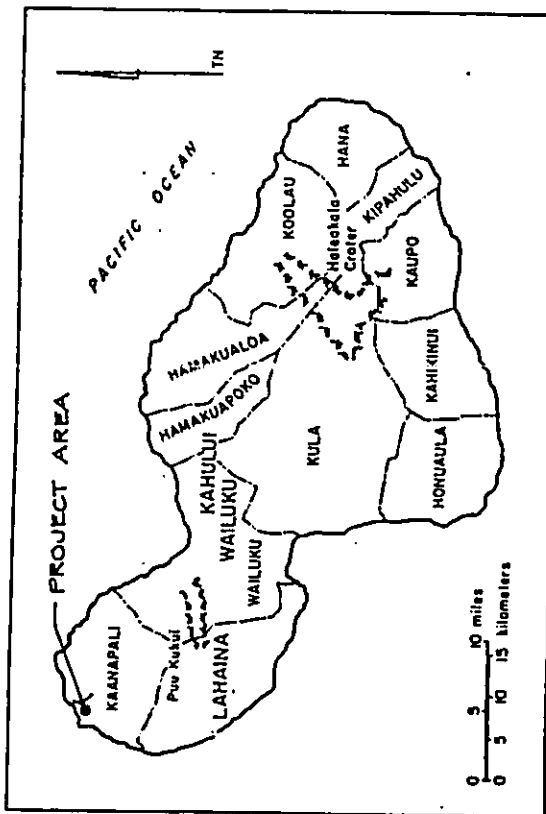 PROJECT AREA
PACIFIC OCEAN
TN
KAANAPALI
Puu Kukui
LAHAINA
WAILUKU
KAHULUI
WAILUKU
HAMAKUAPOKO
HAMAKUALOA
KOOLAU
HANA
Haleakala
Crater
KIPAHULU
KAUPO
KULA
KAHIKINUI
HONUAULA
0 5 10 miles
0 5 10 15 kilometers